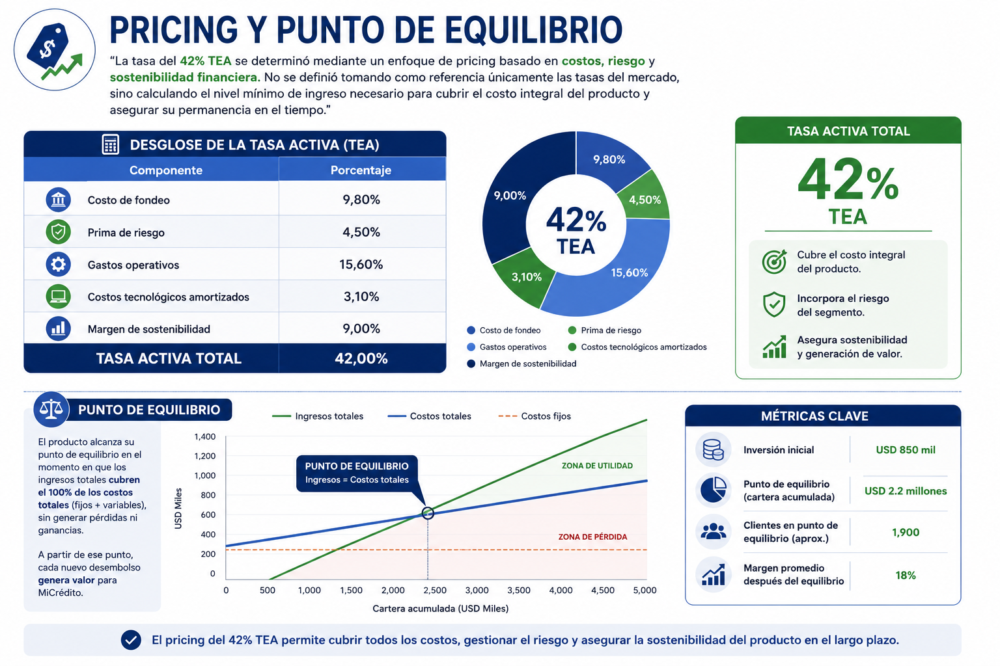 PRICING Y PUNTO DE EQUILIBRIO
“La tasa del 42% TEA se determinó mediante un enfoque de pricing basado en costos, riesgo y
sostenibilidad financiera. No se definió tomando como referencia únicamente las tasas del mercado,
sino calculando el nivel mínimo de ingreso necesario para cubrir el costo integral del producto y
asegurar su permanencia en el tiempo.”
DESGLOSE DE LA TASA ACTIVA (TEA)
Componente Porcentaje
Costo de fondeo 9,80%
Prima de riesgo 4,50%
Gastos operativos 15,60%
Costos tecnológicos amortizados 3,10%
Margen de sostenibilidad 9,00%
TASA ACTIVA TOTAL 42,00%
$
9,80%
4,50%
15,60%
3,10%
9,00%
42%
TEA
Costo de fondeo Prima de riesgo
Gastos operativos Costos tecnológicos amortizados
Margen de sostenibilidad
TASA ACTIVA TOTAL
42%
TEA
Cubre el costo integral
del producto.
Incorpora el riesgo
del segmento.
Asegura sostenibilidad
y generación de valor.
PUNTO DE EQUILIBRIO
El producto alcanza su
punto de equilibrio en el
momento en que los
ingresos totales cubren
el 100% de los costos
totales (fijos + variables),
sin generar pérdidas ni
ganancias.
A partir de ese punto,
cada nuevo desembolso
genera valor para
MiCrédito.
Ingresos totales Costos totales Costos fijos
USD Miles
1,400
1,200
1,000
800
600
400
200
0
PUNTO DE EQUILIBRIO
Ingresos = Costos totales
ZONA DE UTILIDAD
ZONA DE PÉRDIDA
0 500 1,000 1,500 2,000 2,500 3,000 3,500 4,000 4,500 5,000
Cartera acumulada (USD Miles)
MÉTRICAS CLAVE
Inversión inicial USD 850 mil
Punto de equilibrio
(cartera acumulada) USD 2.2 millones
Clientes en punto de
equilibrio (aprox.) 1,900
Margen promedio
después del equilibrio 18%
El pricing del 42% TEA permite cubrir todos los costos, gestionar el riesgo y asegurar la sostenibilidad del producto en el largo plazo.